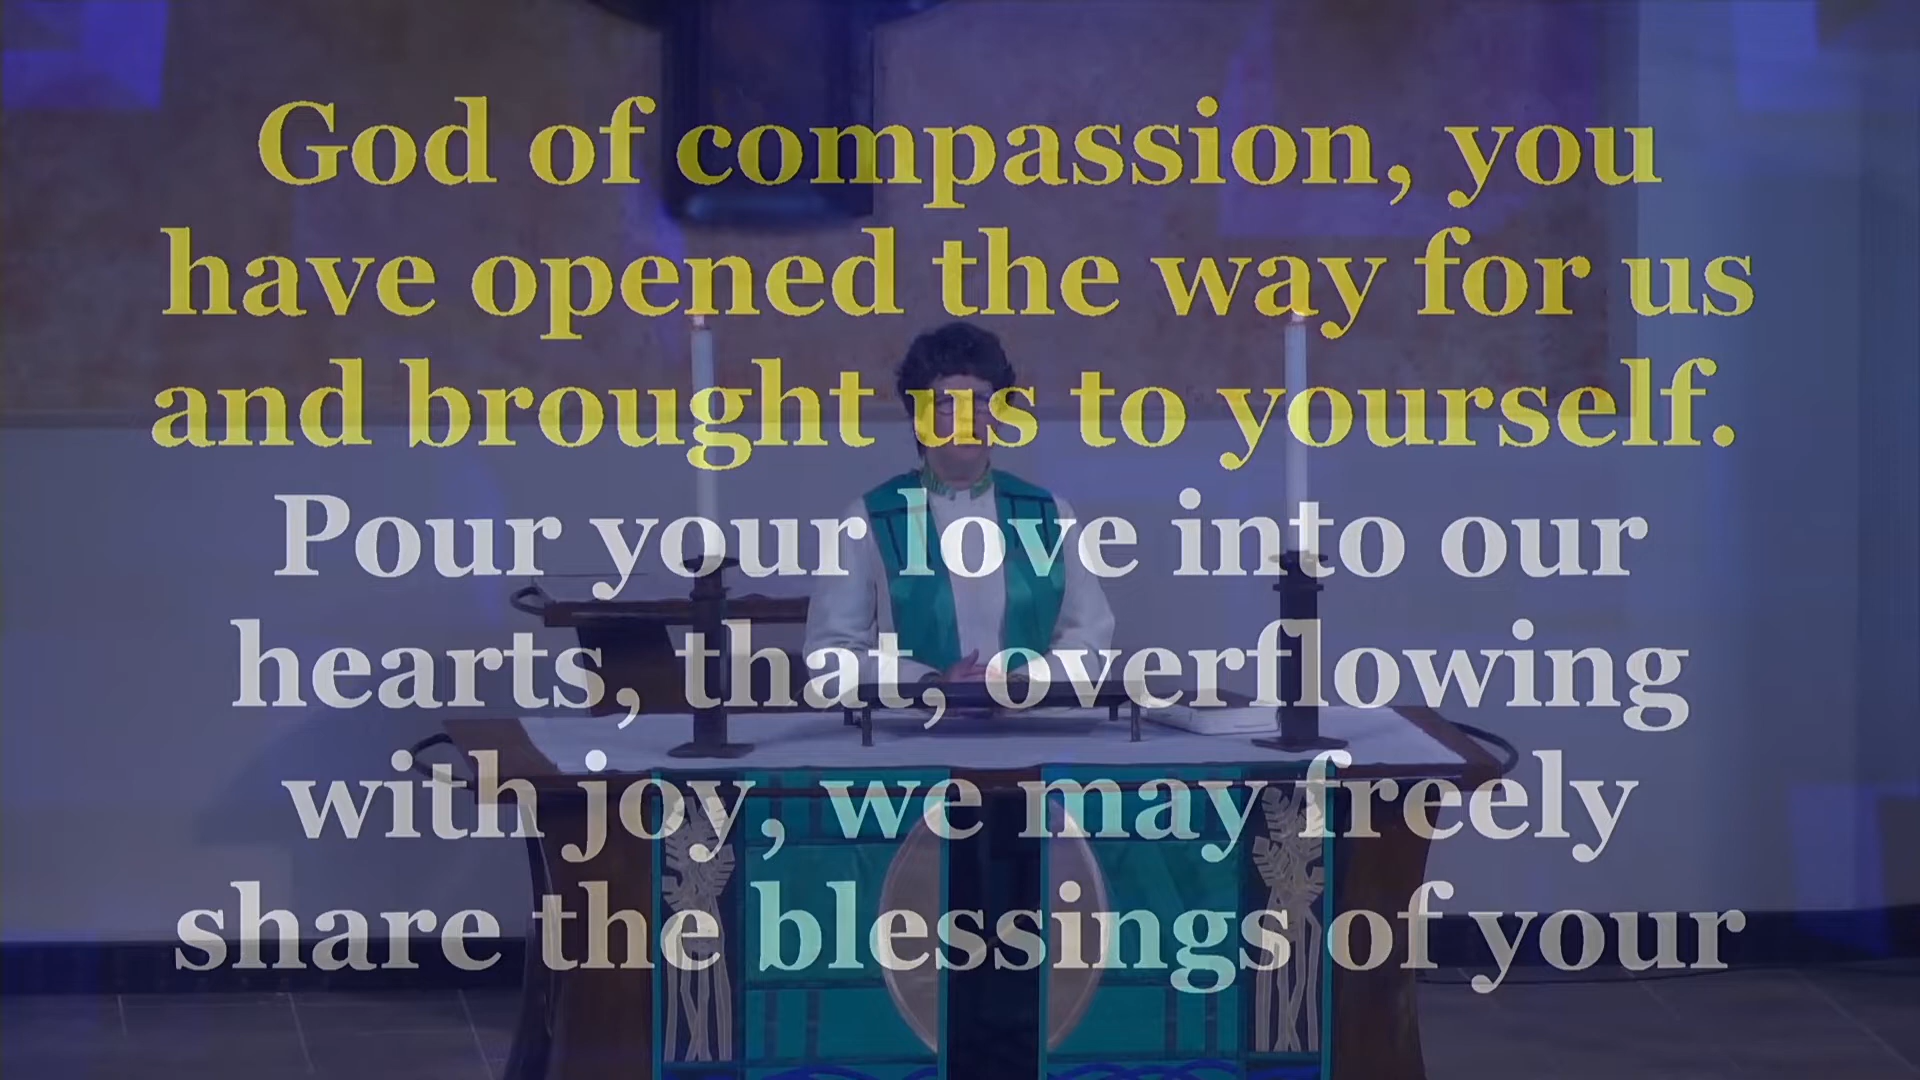 God of compassion, you
have opened the way for us
and brought us to yourself.
Pour your love into our
hearts, that, overflowing
with joy, we may freely
share the blessings of your